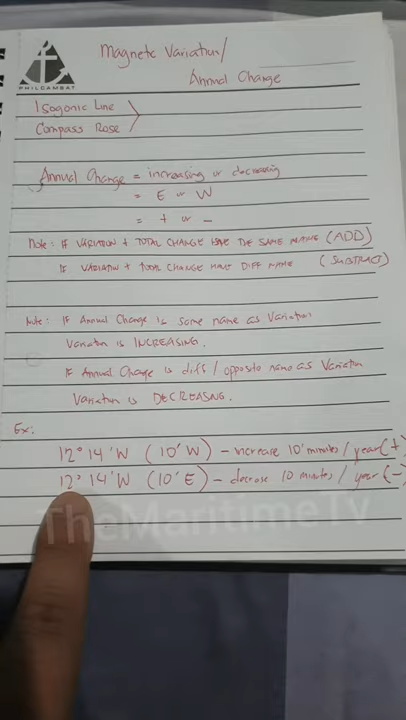 PHILCAMSAT
Magnetic Variation/
Annual Change
Isogonic Line
Compass Rose
Annual Change = increasing or decreasing
= E or W
= + or -
Note: IF VARIATION + TOTAL CHANGE HAVE THE SAME NAME (ADD)
IF VARIATION + TOTAL CHANGE HAVE DIFF NAME (SUBTRACT)
Note: IF Annual Change is same name as Variation
Variation is INCREASING.
IF Annual Change is diff/opposite name as Variation
Variation is DECREASING.
Ex:
12° 14' W (10' W) - increase 10' minutes/year (+)
12° 14' W (10' E) - decrease 10 minutes/year (-)
TheMaritimeTv